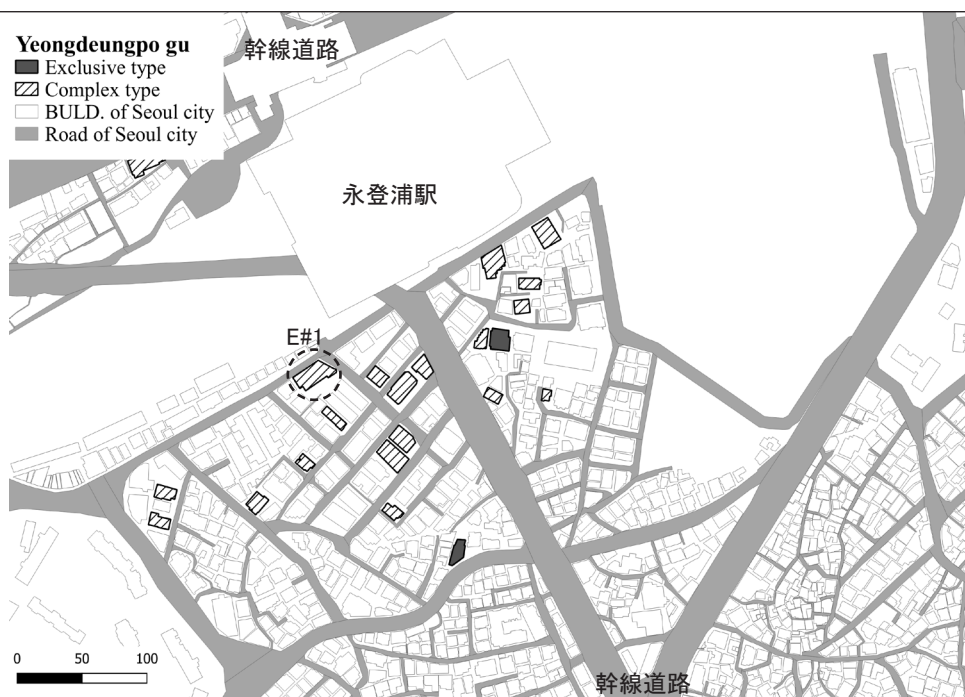 Yeongdeungpo gu
Exclusive type
Complex type
BULD. of Seoul city
Road of Seoul city
幹線道路
永登浦駅
E#1
幹線道路
0 50 100